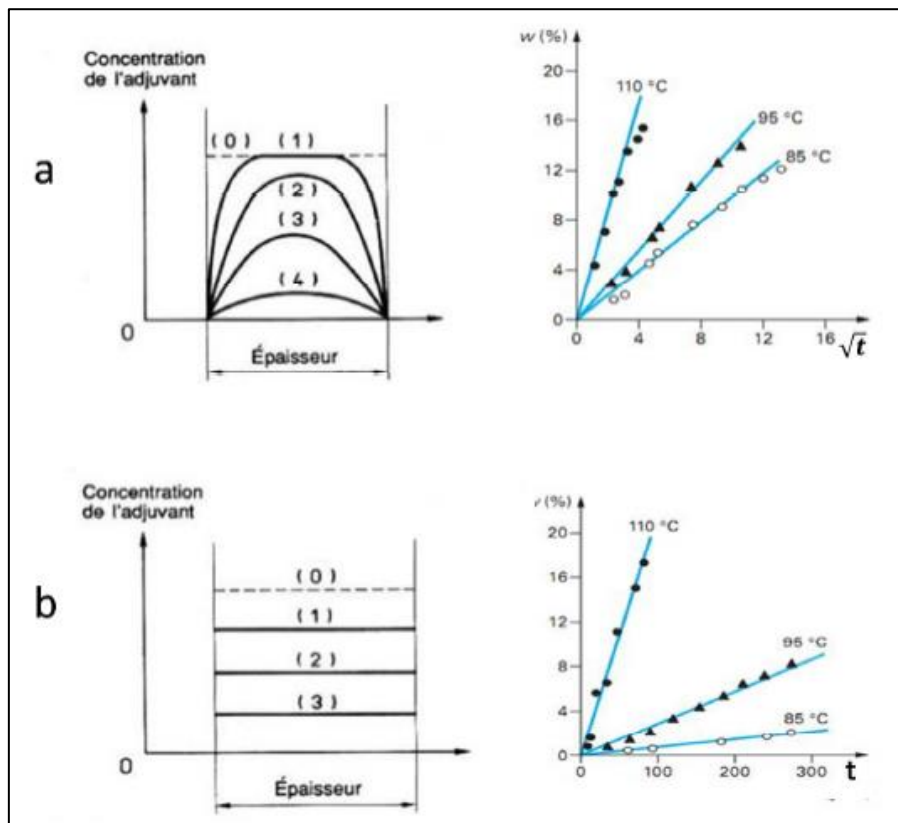 a
Concentration
de l'adjuvant
(0) (1)
(2)
(3)
(4)
0
Épaisseur
w (%)
20
16
12
8
4
0
110 °C
95 °C
85 °C
0 4 8 12 16
√t
b
Concentration
de l'adjuvant
(0)
(1)
(2)
(3)
0
Épaisseur
(%)
20
16
12
8
4
0
110 °C
95 °C
85 °C
0 100 200 300
t